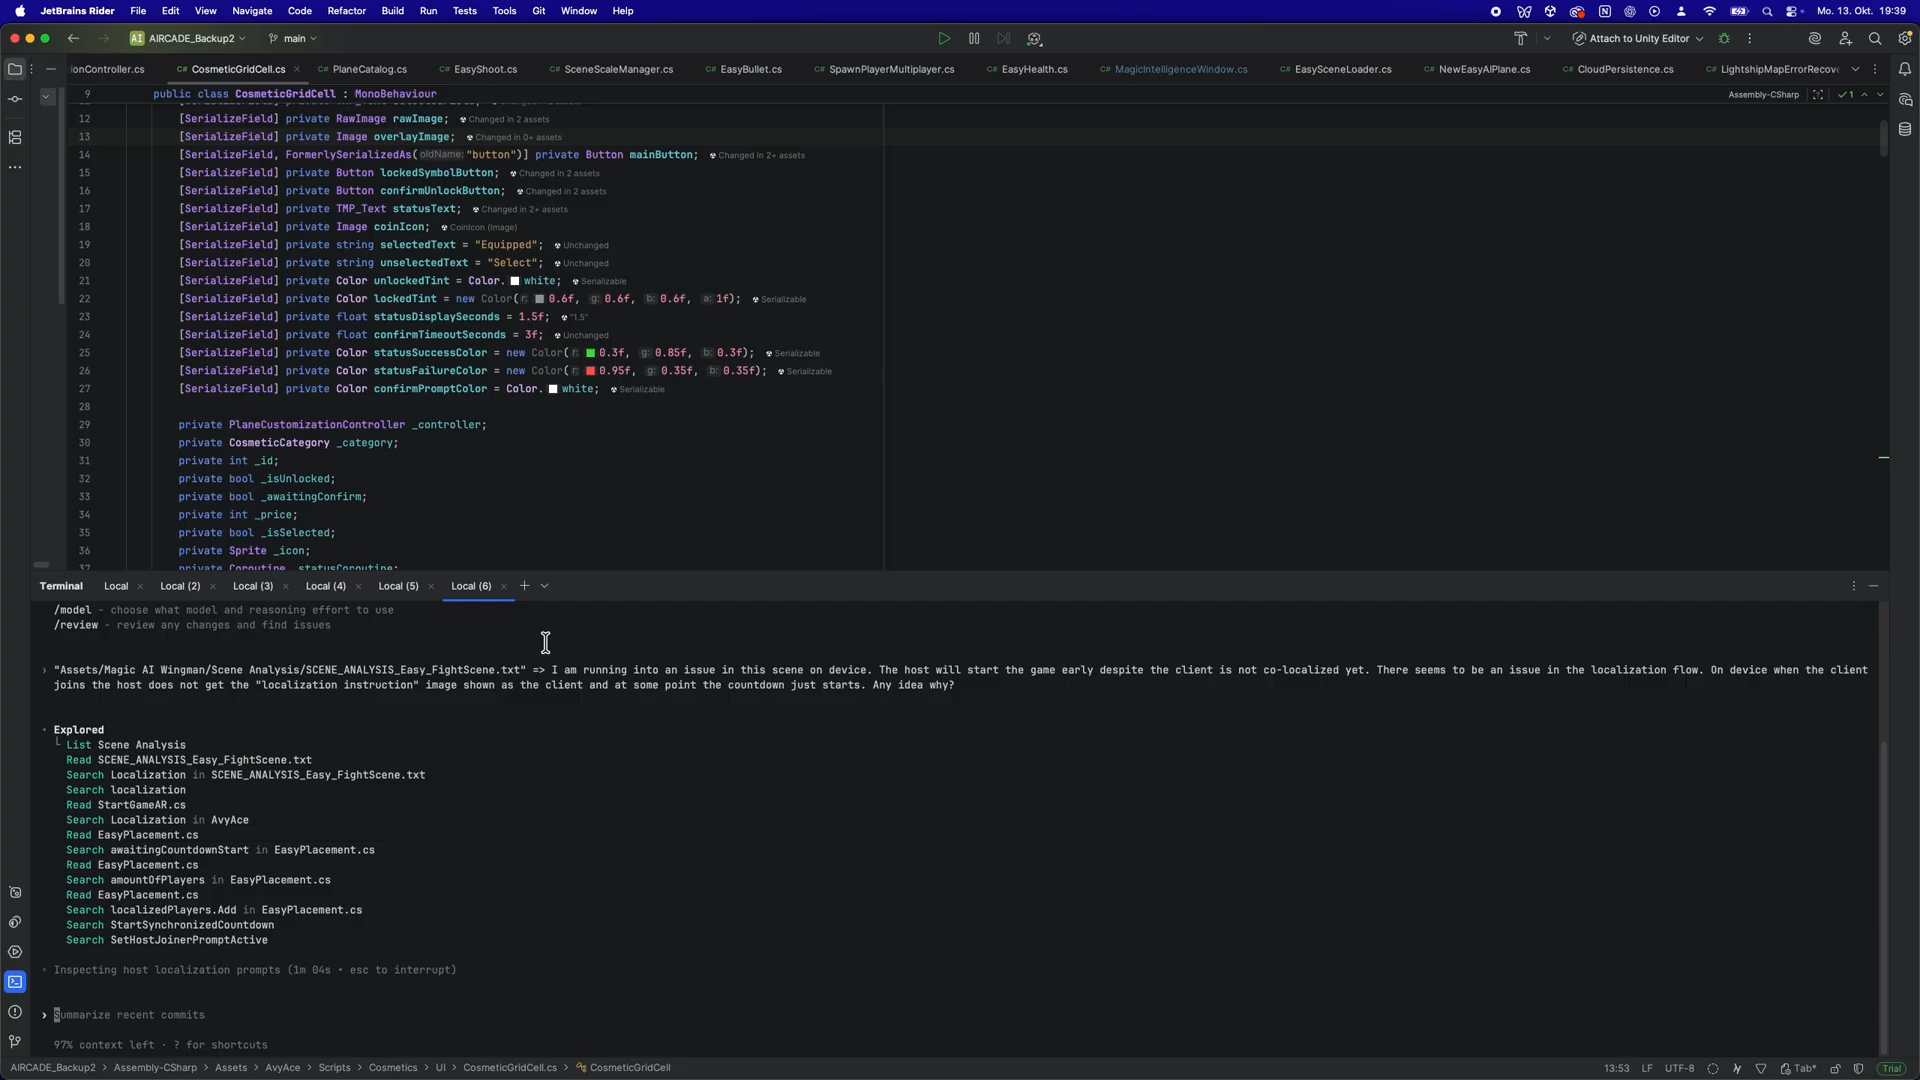 JetBrains Rider File Edit View Navigate Code Refactor Build Run Tests Tools Git Window Help Mo. 13. Okt. 19:39
AI AIRCADE_Backup2 main Attach to Unity Editor
ionController.cs C# CosmeticGridCell.cs C# PlaneCatalog.cs C# EasyShoot.cs C# SceneScaleManager.cs C# EasyBullet.cs C# SpawnPlayerMultiplayer.cs C# EasyHealth.cs C# MagicIntelligenceWindow.cs C# EasySceneLoader.cs C# NewEasyAIPlane.cs C# CloudPersistence.cs C# LightshipMapErrorRecov
9 public class CosmeticGridCell : MonoBehaviour Assembly-CSharp 1
12 [SerializeField] private RawImage rawImage; Changed in 2 assets
13 [SerializeField] private Image overlayImage; Changed in 0+ assets
14 [SerializeField, FormerlySerializedAs( oldName: "button")] private Button mainButton; Changed in 2+ assets
15 [SerializeField] private Button lockedSymbolButton; Changed in 2 assets
16 [SerializeField] private Button confirmUnlockButton; Changed in 2 assets
17 [SerializeField] private TMP_Text statusText; Changed in 2+ assets
18 [SerializeField] private Image coinIcon; CoinIcon (Image)
19 [SerializeField] private string selectedText = "Equipped"; Unchanged
20 [SerializeField] private string unselectedText = "Select"; Unchanged
21 [SerializeField] private Color unlockedTint = Color. white; Serializable
22 [SerializeField] private Color lockedTint = new Color( r: 0.6f, g: 0.6f, b: 0.6f, a: 1f); Serializable
23 [SerializeField] private float statusDisplaySeconds = 1.5f; "1.5"
24 [SerializeField] private float confirmTimeoutSeconds = 3f; Unchanged
25 [SerializeField] private Color statusSuccessColor = new Color( r: 0.3f, g: 0.85f, b: 0.3f); Serializable
26 [SerializeField] private Color statusFailureColor = new Color( r: 0.95f, g: 0.35f, b: 0.35f); Serializable
27 [SerializeField] private Color confirmPromptColor = Color. white; Serializable
28
29 private PlaneCustomizationController _controller;
30 private CosmeticCategory _category;
31 private int _id;
32 private bool _isUnlocked;
33 private bool _awaitingConfirm;
34 private int _price;
35 private bool _isSelected;
36 private Sprite _icon;
37 private Coroutine _statusCoroutine;
Terminal Local Local (2) Local (3) Local (4) Local (5) Local (6)
/model - choose what model and reasoning effort to use
/review - review any changes and find issues
› "Assets/Magic AI Wingman/Scene Analysis/SCENE_ANALYSIS_Easy_FightScene.txt" => I am running into an issue in this scene on device. The host will start the game early despite the client is not co-localized yet. There seems to be an issue in the localization flow. On device when the client
joins the host does not get the "localization instruction" image shown as the client and at some point the countdown just starts. Any idea why?
• Explored
└ List Scene Analysis
Read SCENE_ANALYSIS_Easy_FightScene.txt
Search Localization in SCENE_ANALYSIS_Easy_FightScene.txt
Search localization
Read StartGameAR.cs
Search Localization in AvyAce
Read EasyPlacement.cs
Search awaitingCountdownStart in EasyPlacement.cs
Read EasyPlacement.cs
Search amountOfPlayers in EasyPlacement.cs
Read EasyPlacement.cs
Search localizedPlayers.Add in EasyPlacement.cs
Search StartSynchronizedCountdown
Search SetHostJoinerPromptActive
• Inspecting host localization prompts (1m 04s • esc to interrupt)
› Summarize recent commits
97% context left · ? for shortcuts
AIRCADE_Backup2 > Assembly-CSharp > Assets > AvyAce > Scripts > Cosmetics > UI > CosmeticGridCell.cs > CosmeticGridCell 13:53 LF UTF-8 Tab* Trial